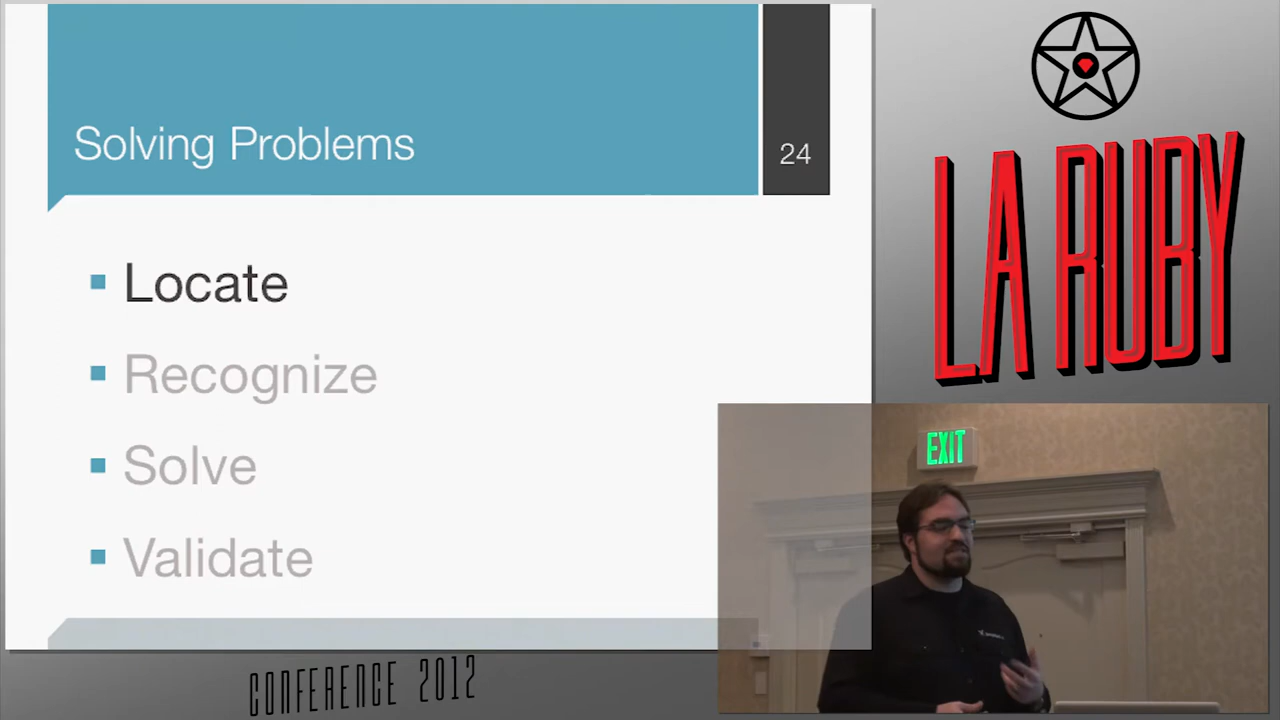 Solving Problems
24
Locate
Recognize
Solve
Validate
LA RUBY
EXIT
CONFERENCE 2012